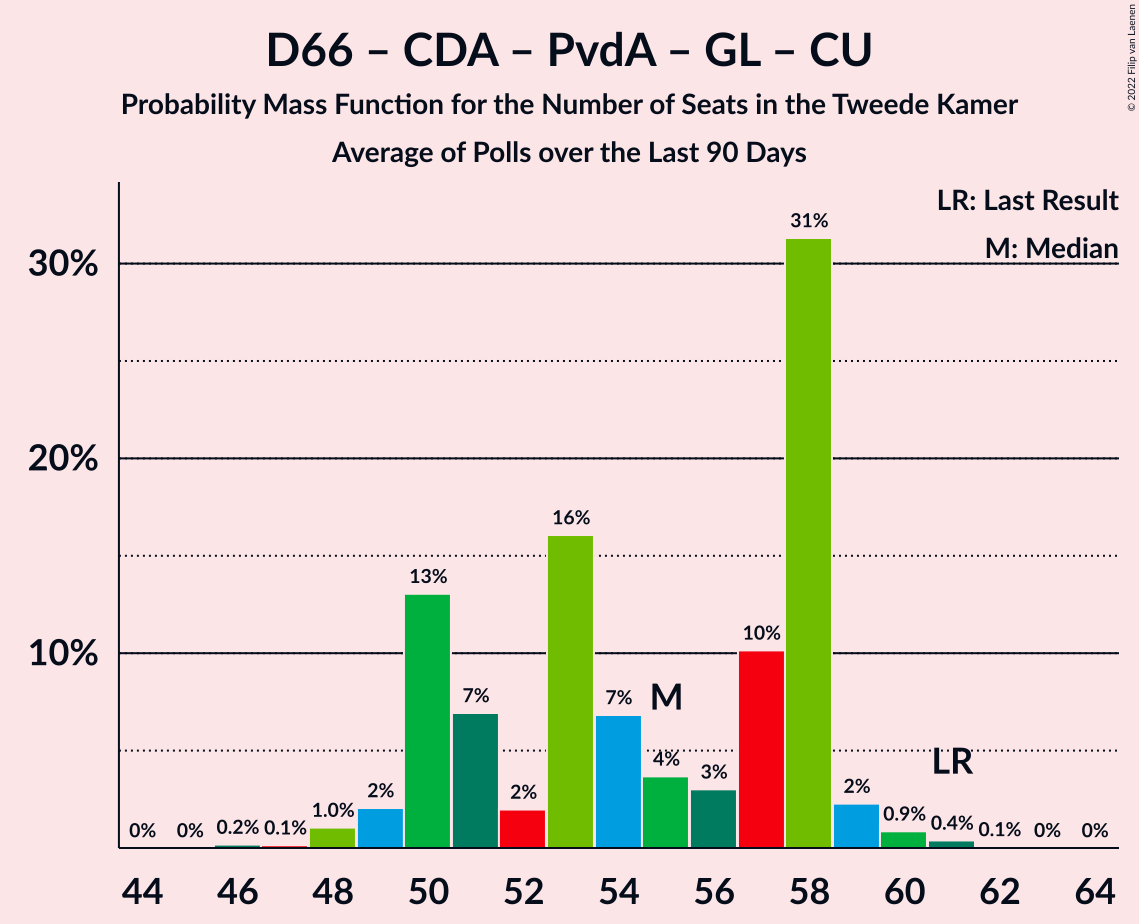 D66 – CDA – PvdA – GL – CU
Probability Mass Function for the Number of Seats in the Tweede Kamer
Average of Polls over the Last 90 Days
© 2022 Filip van Laenen
LR: Last Result
M: Median
30%
20%
10%
0% 0% 0.2% 0.1% 1.0% 2% 13% 7% 2% 16% 7% M 4% 3% 10% 31% 2% 0.9% LR 0.4% 0.1% 0% 0%
44 46 48 50 52 54 56 58 60 62 64